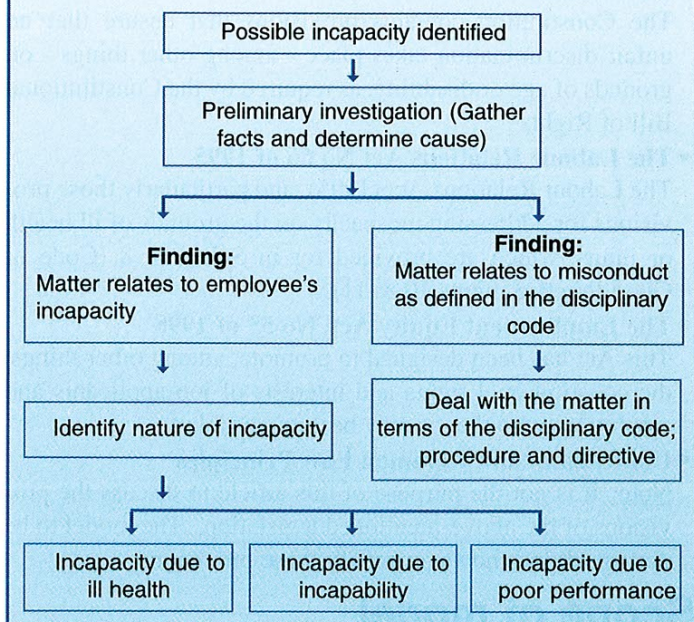 Possible incapacity identified
Preliminary investigation (Gather
facts and determine cause)
Finding:
Matter relates to employee's
incapacity
Finding:
Matter relates to misconduct
as defined in the disciplinary
code
Identify nature of incapacity
Deal with the matter in
terms of the disciplinary code;
procedure and directive
Incapacity due to
ill health
Incapacity due to
incapability
Incapacity due to
poor performance